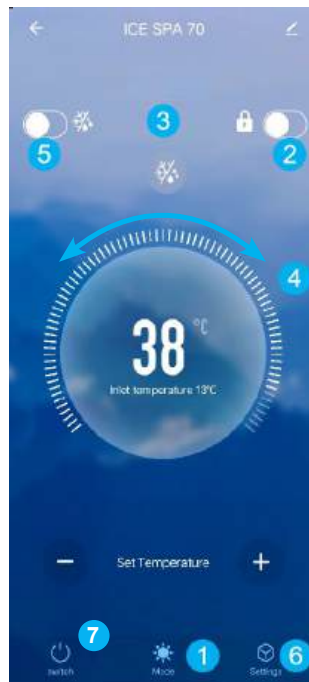 ICE SPA 70
3
5
2
4
38 °C
Inlet temperature 13°C
Set Temperature
7
1
6
switch
Mode
Settings